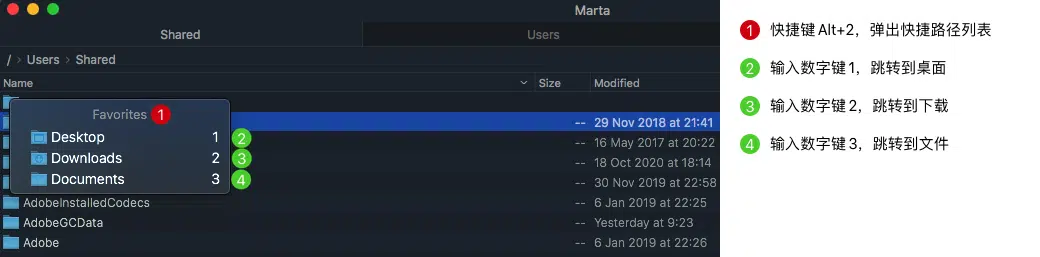 Marta
Shared
Users
/ › Users › Shared
Name Size Modified
Favorites 1
Desktop 1 2
Downloads 2 3
Documents 3 4
-- 29 Nov 2018 at 21:41
-- 16 May 2017 at 20:22
-- 18 Oct 2020 at 18:14
-- 30 Nov 2019 at 22:58
AdobeInstalledCodecs -- 6 Jan 2019 at 22:25
AdobeGCData -- Yesterday at 9:23
Adobe -- 6 Jan 2019 at 22:26
1 快捷键 Alt+2，弹出快捷路径列表
2 输入数字键 1，跳转到桌面
3 输入数字键 2，跳转到下载
4 输入数字键 3，跳转到文件